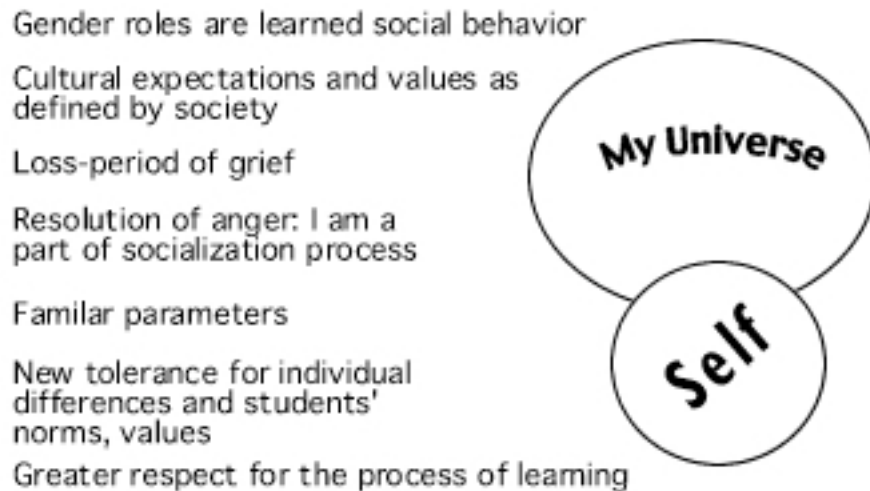 Gender roles are learned social behavior
Cultural expectations and values as
defined by society
Loss-period of grief
Resolution of anger: I am a
part of socialization process
Familar parameters
New tolerance for individual
differences and students'
norms, values
Greater respect for the process of learning
My Universe
Self